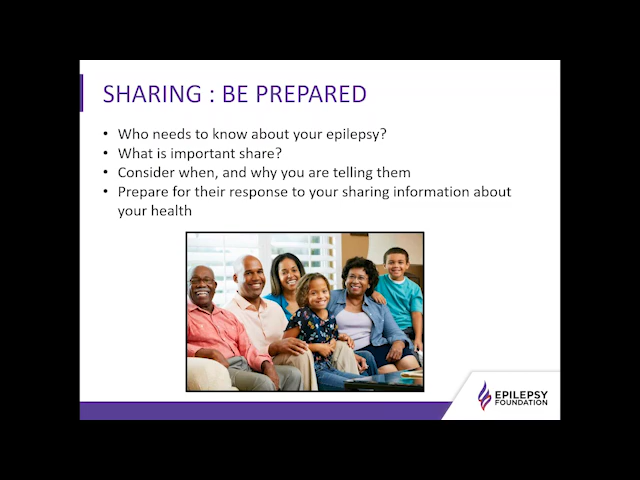 SHARING : BE PREPARED
• Who needs to know about your epilepsy?
• What is important share?
• Consider when, and why you are telling them
• Prepare for their response to your sharing information about
your health
EPILEPSY
FOUNDATION